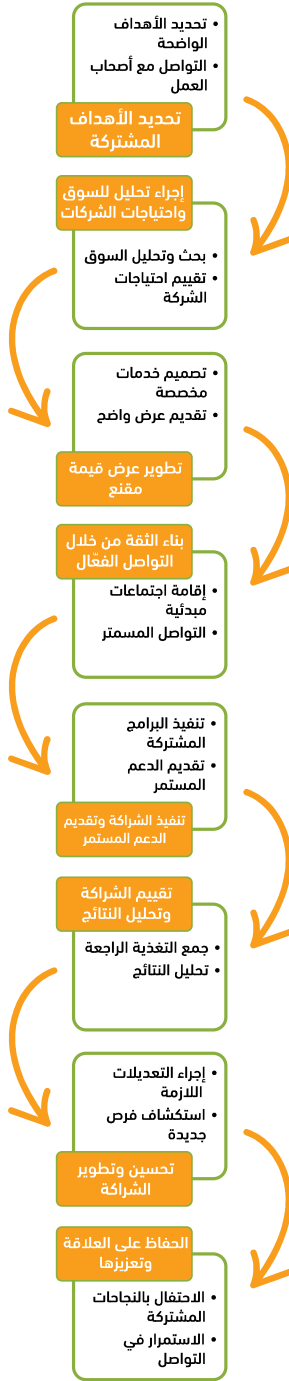 • تحديد الأهداف
الواضحة
• التواصل مع أصحاب
العمل
تحديد الأهداف
المشتركة
إجراء تحليل للسوق
واحتياجات الشركات
• بحث وتحليل السوق
• تقييم احتياجات
الشركة
• تصميم خدمات
مخصصة
• تقديم عرض واضح
تطوير عرض قيمة
مقنع
بناء الثقة من خلال
التواصل الفعّال
• إقامة اجتماعات
مبدئية
• التواصل المسمتر
• تنفيذ البرامج
المشتركة
• تقديم الدعم
المستمر
تنفيذ الشراكة وتقديم
الدعم المستمر
تقييم الشراكة
وتحليل النتائج
• جمع التغذية الراجعة
• تحليل النتائج
• إجراء التعديلات
اللازمة
• استكشاف فرص
جديدة
تحسين وتطوير
الشراكة
الحفاظ على العلاقة
وتعزيزها
• الاحتفال بالنجاحات
المشتركة
• الاستمرار في
التواصل